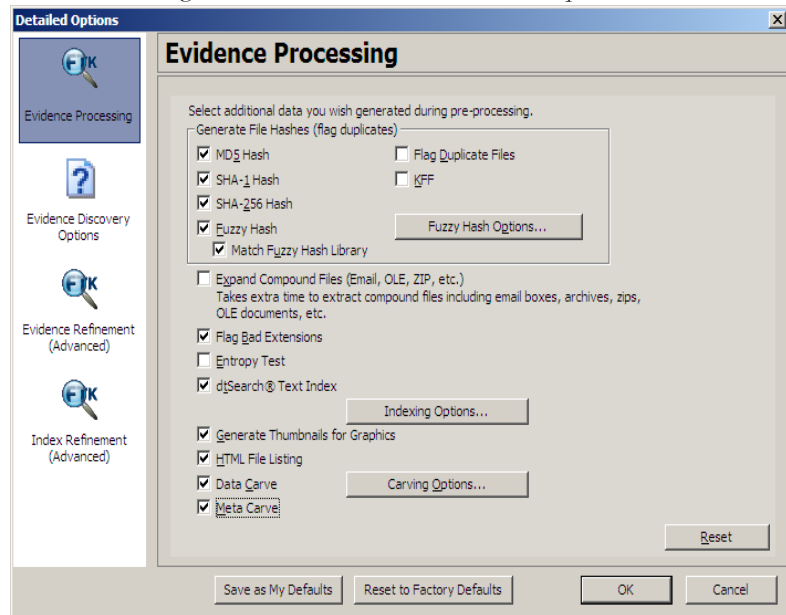 Detailed Options
FTK
Evidence Processing
Evidence Discovery
Options
FTK
Evidence Refinement
(Advanced)
FTK
Index Refinement
(Advanced)
Evidence Processing
Select additional data you wish generated during pre-processing.
Generate File Hashes (flag duplicates)
MD5 Hash
Flag Duplicate Files
SHA-1 Hash
KFF
SHA-256 Hash
Fuzzy Hash
Fuzzy Hash Options...
Match Fuzzy Hash Library
Expand Compound Files (Email, OLE, ZIP, etc.)
Takes extra time to extract compound files including email boxes, archives, zips,
OLE documents, etc.
Flag Bad Extensions
Entropy Test
dtSearch® Text Index
Indexing Options...
Generate Thumbnails for Graphics
HTML File Listing
Data Carve
Carving Options...
Meta Carve
Reset
Save as My Defaults
Reset to Factory Defaults
OK
Cancel